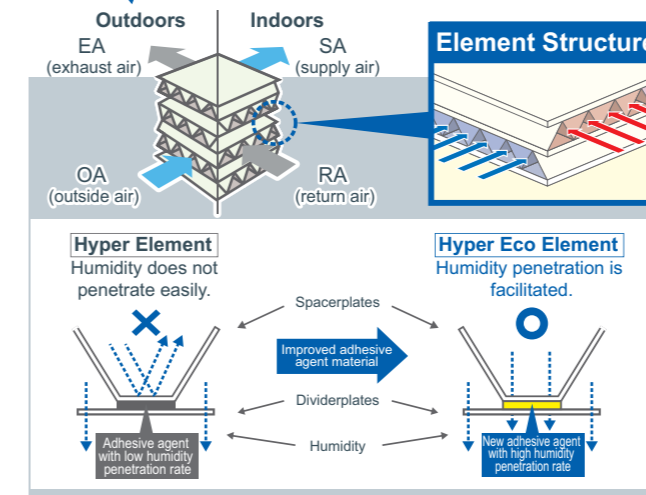 Outdoors
Indoors
EA
(exhaust air)
SA
(supply air)
Element Structure
OA
(outside air)
RA
(return air)
Hyper Element
Humidity does not
penetrate easily.
Hyper Eco Element
Humidity penetration is
facilitated.
Spacerplates
Improved adhesive
agent material
Dividerplates
Humidity
Adhesive agent
with low humidity
penetration rate
New adhesive agent
with high humidity
penetration rate